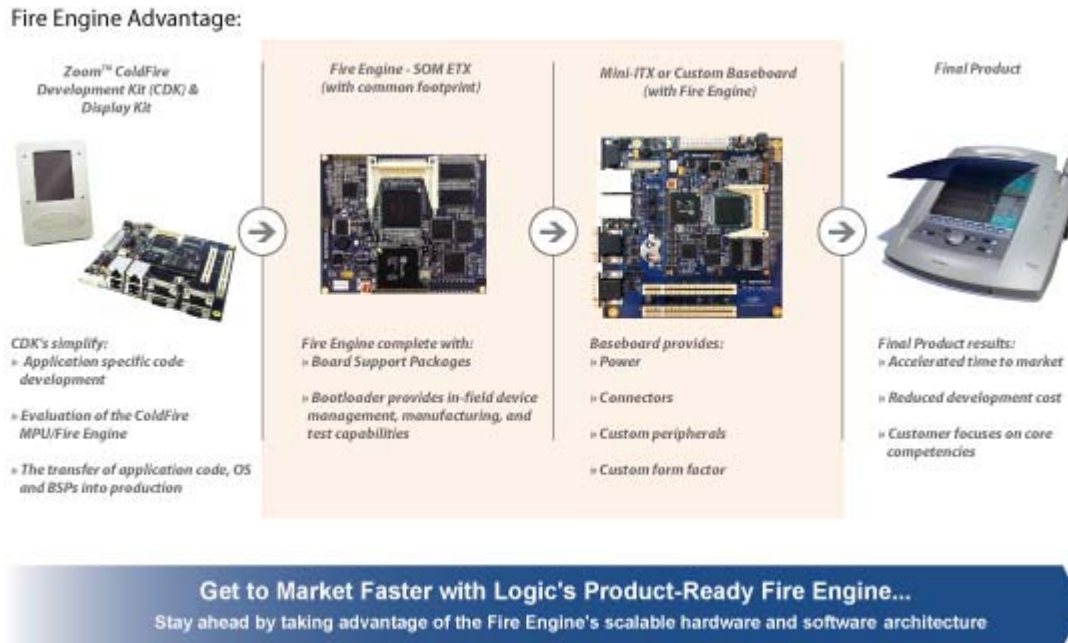 Fire Engine Advantage:
Zoom™ ColdFire
Development Kit (CDK) &
Display Kit
Fire Engine - SOM ETX
(with common footprint)
Mini-ITX or Custom Baseboard
(with Fire Engine)
Final Product
CDK's simplify:
» Application specific code
development
» Evaluation of the ColdFire
MPU/Fire Engine
» The transfer of application code, OS
and BSPs into production
Fire Engine complete with:
» Board Support Packages
» Bootloader provides in-field device
management, manufacturing, and
test capabilities
Baseboard provides:
» Power
» Connectors
» Custom peripherals
» Custom form factor
Final Product results:
» Accelerated time to market
» Reduced development cost
» Customer focuses on core
competencies
Get to Market Faster with Logic's Product-Ready Fire Engine...
Stay ahead by taking advantage of the Fire Engine's scalable hardware and software architecture